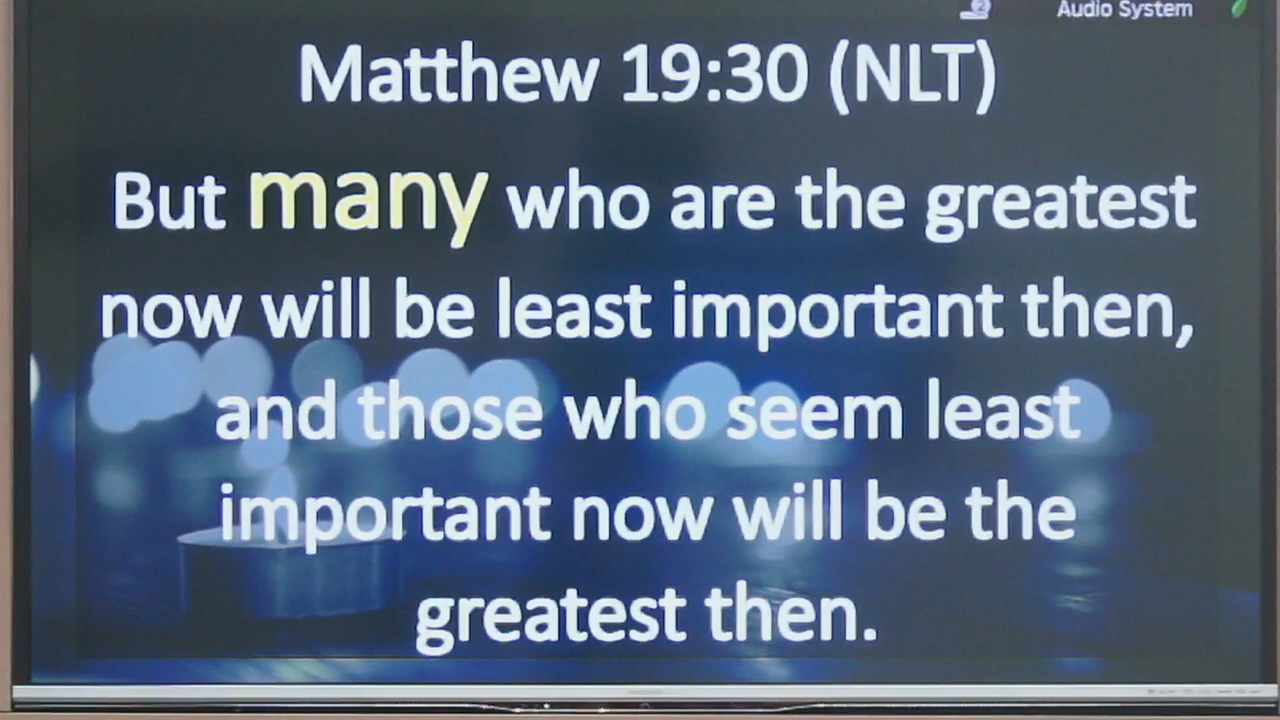 Audio System
Matthew 19:30 (NLT)
But many who are the greatest
now will be least important then,
and those who seem least
important now will be the
greatest then.